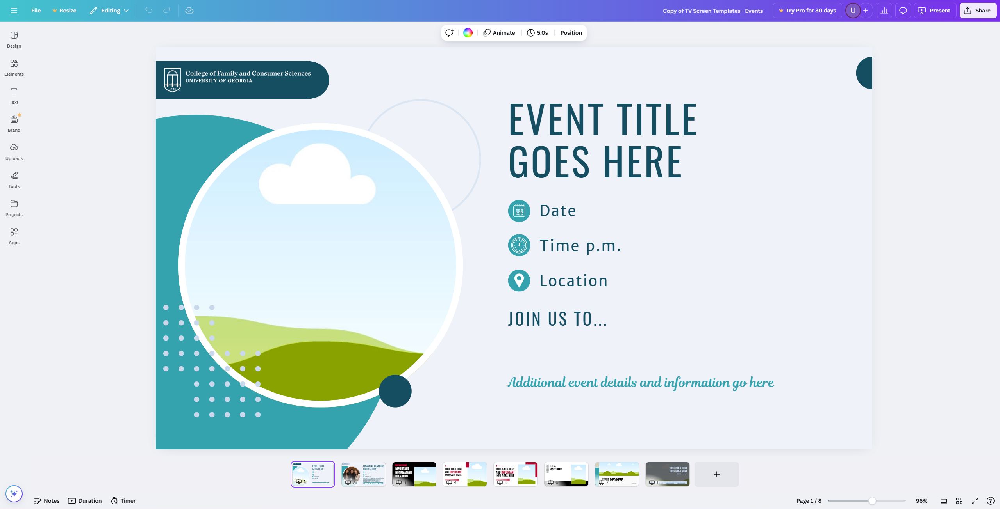 File
Resize
Editing
Copy of TV Screen Templates - Events
Try Pro for 30 days
U
Present
Share
Design
Elements
Text
Brand
CO
Uploads
Tools
Projects
Apps
Animate
5.0s
Position
College of Family and Consumer Sciences
UNIVERSITY OF GEORGIA
1785
EVENT TITLE
GOES HERE
Date
Time p.m.
Location
JOIN US TO...
Additional event details and information go here
EVENT TITLE
GOES HERE
1
FINANCIAL PLANNING
ORIENTATION
2
IMPORTANT
INFORMATION
GOES HERE
3
TITLE GOES HERE
AND IMPORTANT
INFO GOES HERE
4
TITLE GOES HERE
AND IMPORTANT
INFO GOES HERE
5
TITLE
GOES HERE
6
EVENT INFO HERE
7
TITLE GOES HERE
TITLE GOES HERE
8
Notes
Duration
Timer
Page 1 / 8
96%